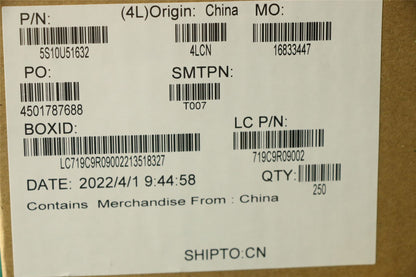 P/N: (4L)Origin: China MO:
5S10U51632 4LCN 16833447
PO: SMTPN:
4501787688 T007
BOXID: LC P/N:
LC719C9R09002213518327 719C9R09002
DATE: 2022/4/1 9:44:58 QTY:
250
Contains Merchandise From : China
SHIPTO:CN